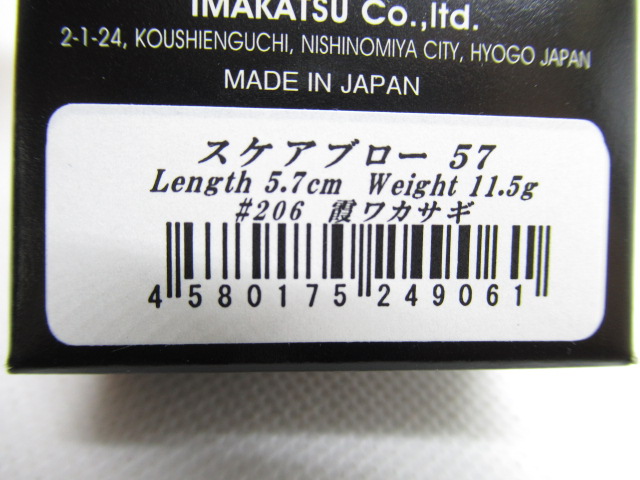 IMAKATSU Co.,ltd.
2-1-24, KOUSHIENGUCHI, NISHINOMIYA CITY, HYOGO JAPAN
MADE IN JAPAN
スケアブロー 57
Length 5.7cm Weight 11.5g
#206 霞ワカサギ
4 580175 249061